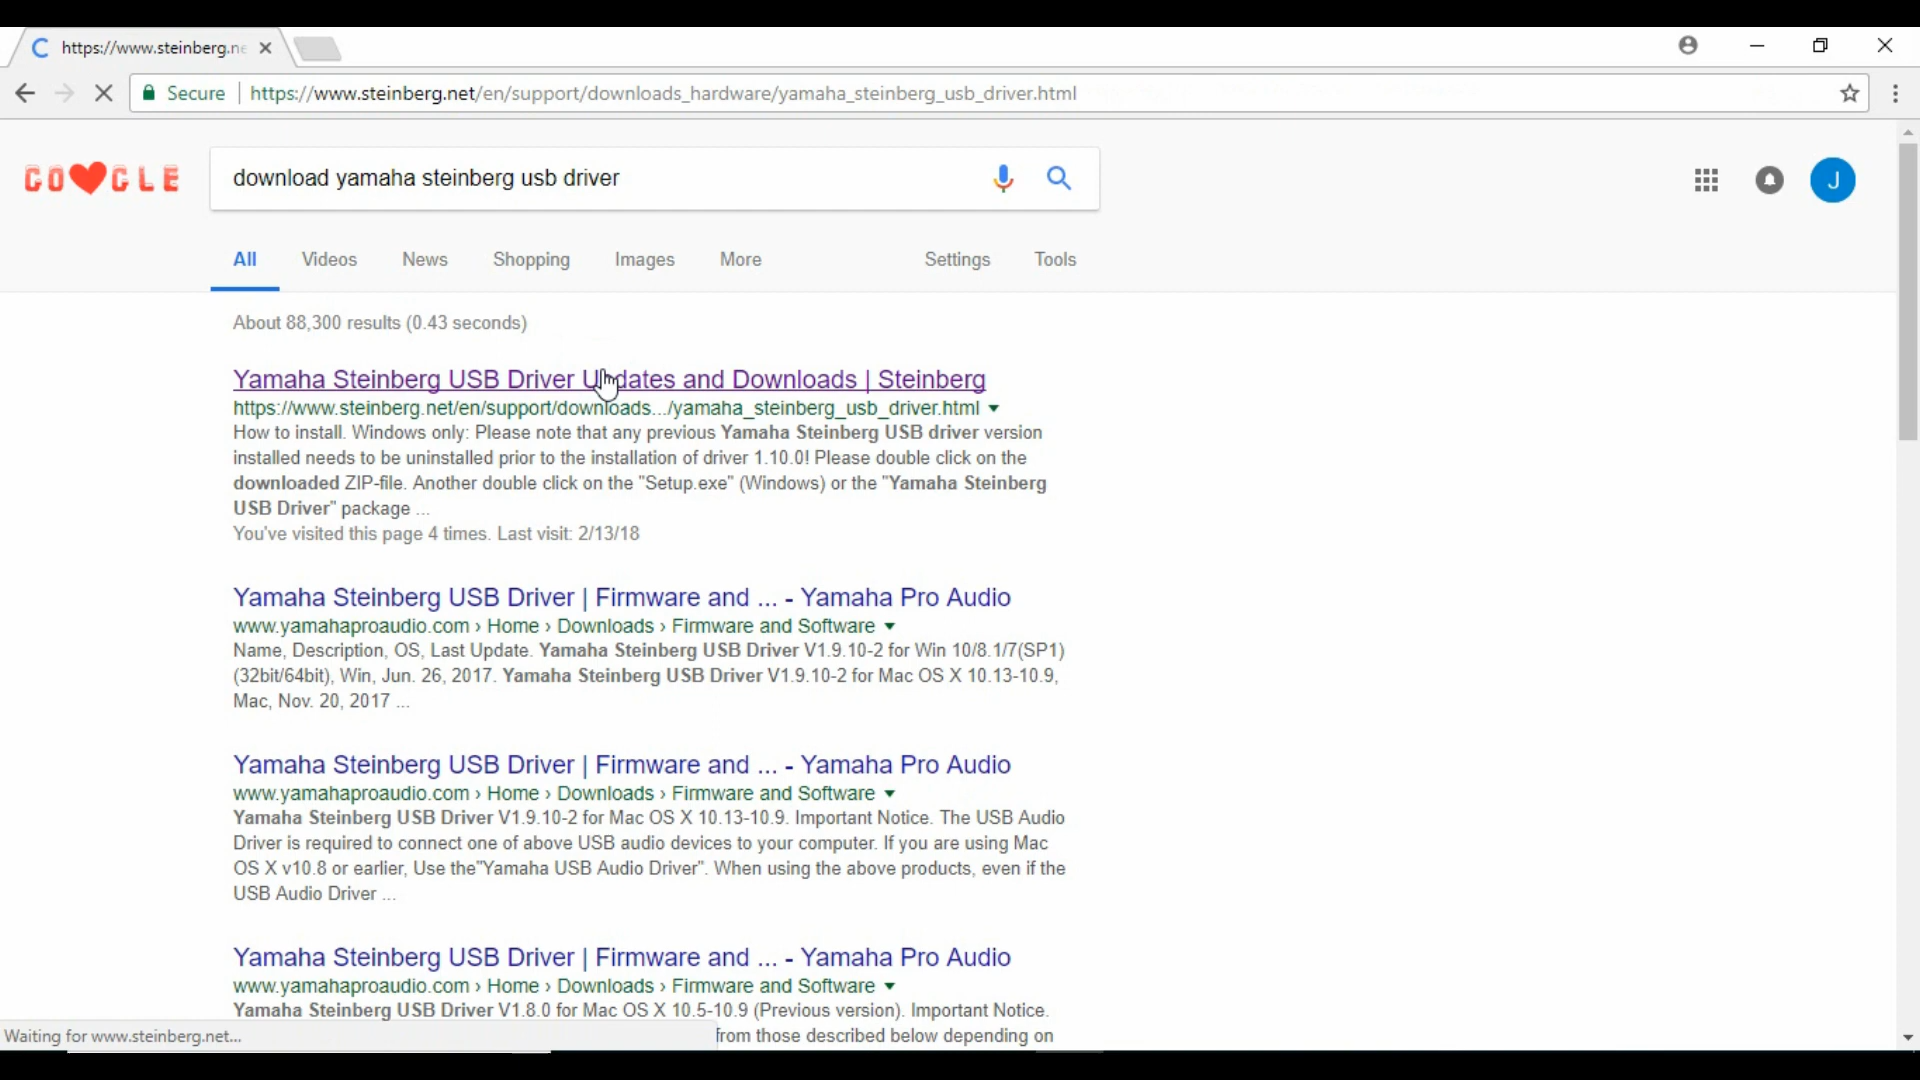 https://www.steinberg.ne
Secure | https://www.steinberg.net/en/support/downloads_hardware/yamaha_steinberg_usb_driver.html
GO GLE
download yamaha steinberg usb driver
J
All Videos News Shopping Images More Settings Tools
About 88,300 results (0.43 seconds)
Yamaha Steinberg USB Driver Updates and Downloads | Steinberg
https://www.steinberg.net/en/support/downloads.../yamaha_steinberg_usb_driver.html
How to install. Windows only: Please note that any previous Yamaha Steinberg USB driver version
installed needs to be uninstalled prior to the installation of driver 1.10.0! Please double click on the
downloaded ZIP-file. Another double click on the "Setup.exe" (Windows) or the "Yamaha Steinberg
USB Driver" package ...
You've visited this page 4 times. Last visit: 2/13/18
Yamaha Steinberg USB Driver | Firmware and ... - Yamaha Pro Audio
www.yamahaproaudio.com › Home › Downloads › Firmware and Software
Name, Description, OS, Last Update. Yamaha Steinberg USB Driver V1.9.10-2 for Win 10/8.1/7(SP1)
(32bit/64bit), Win, Jun. 26, 2017. Yamaha Steinberg USB Driver V1.9.10-2 for Mac OS X 10.13-10.9,
Mac, Nov. 20, 2017 ...
Yamaha Steinberg USB Driver | Firmware and ... - Yamaha Pro Audio
www.yamahaproaudio.com › Home › Downloads › Firmware and Software
Yamaha Steinberg USB Driver V1.9.10-2 for Mac OS X 10.13-10.9. Important Notice. The USB Audio
Driver is required to connect one of above USB audio devices to your computer. If you are using Mac
OS X v10.8 or earlier, Use the"Yamaha USB Audio Driver". When using the above products, even if the
USB Audio Driver ...
Yamaha Steinberg USB Driver | Firmware and ... - Yamaha Pro Audio
www.yamahaproaudio.com › Home › Downloads › Firmware and Software
Yamaha Steinberg USB Driver V1.8.0 for Mac OS X 10.5-10.9 (Previous version). Important Notice.
Waiting for www.steinberg.net... from those described below depending on